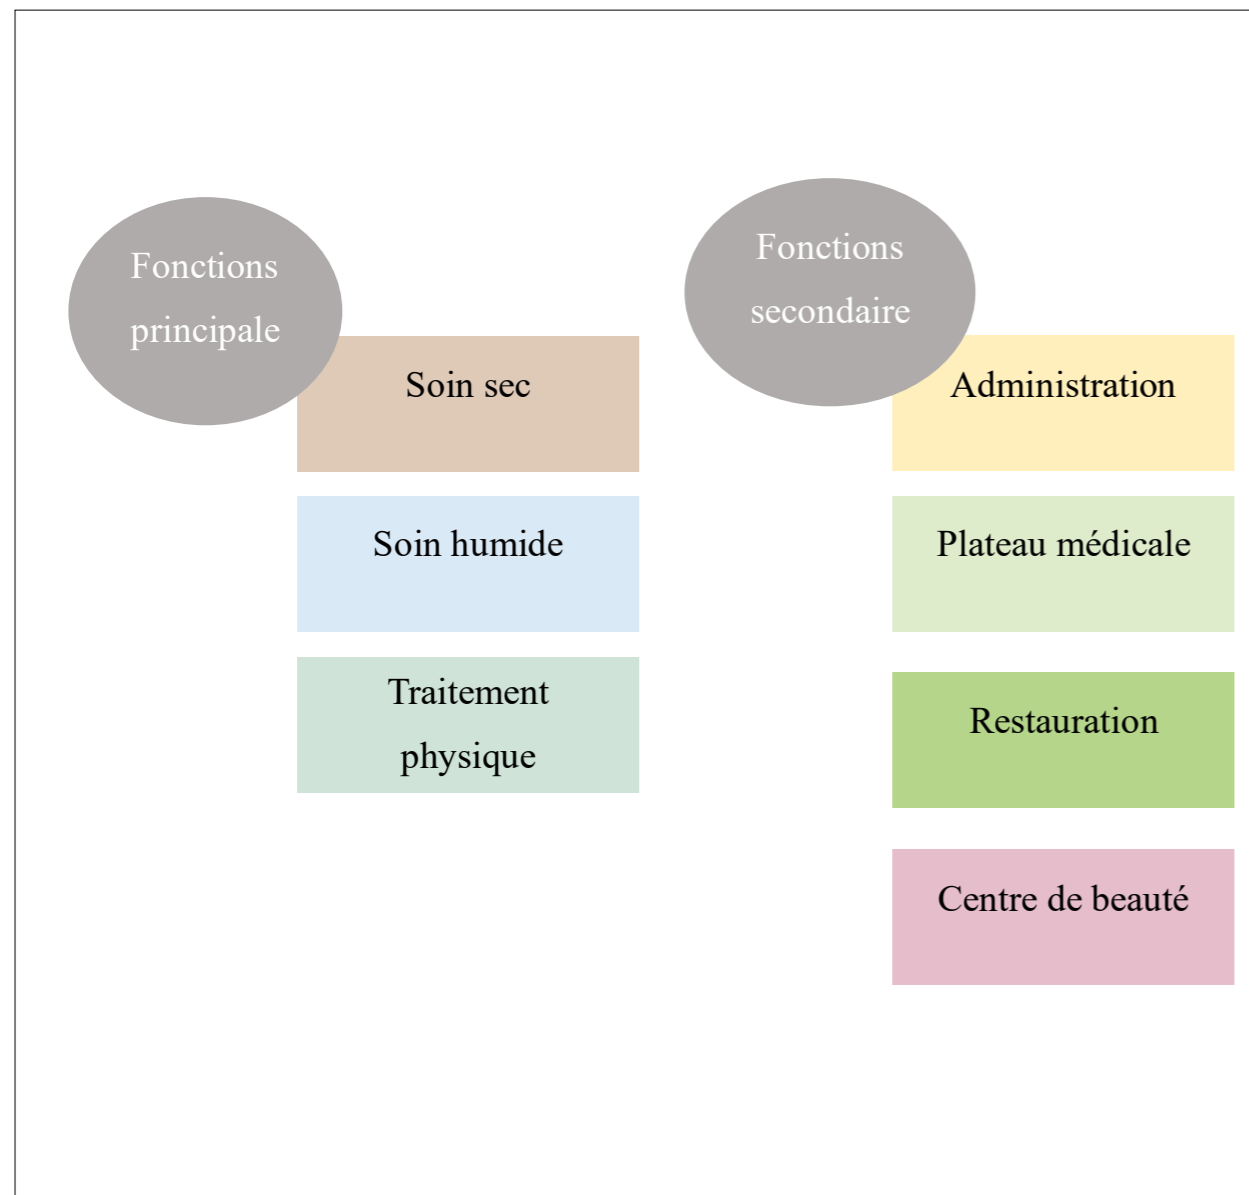 Fonctions
principale
Soin sec
Soin humide
Traitement
physique
Fonctions
secondaire
Administration
Plateau médicale
Restauration
Centre de beauté